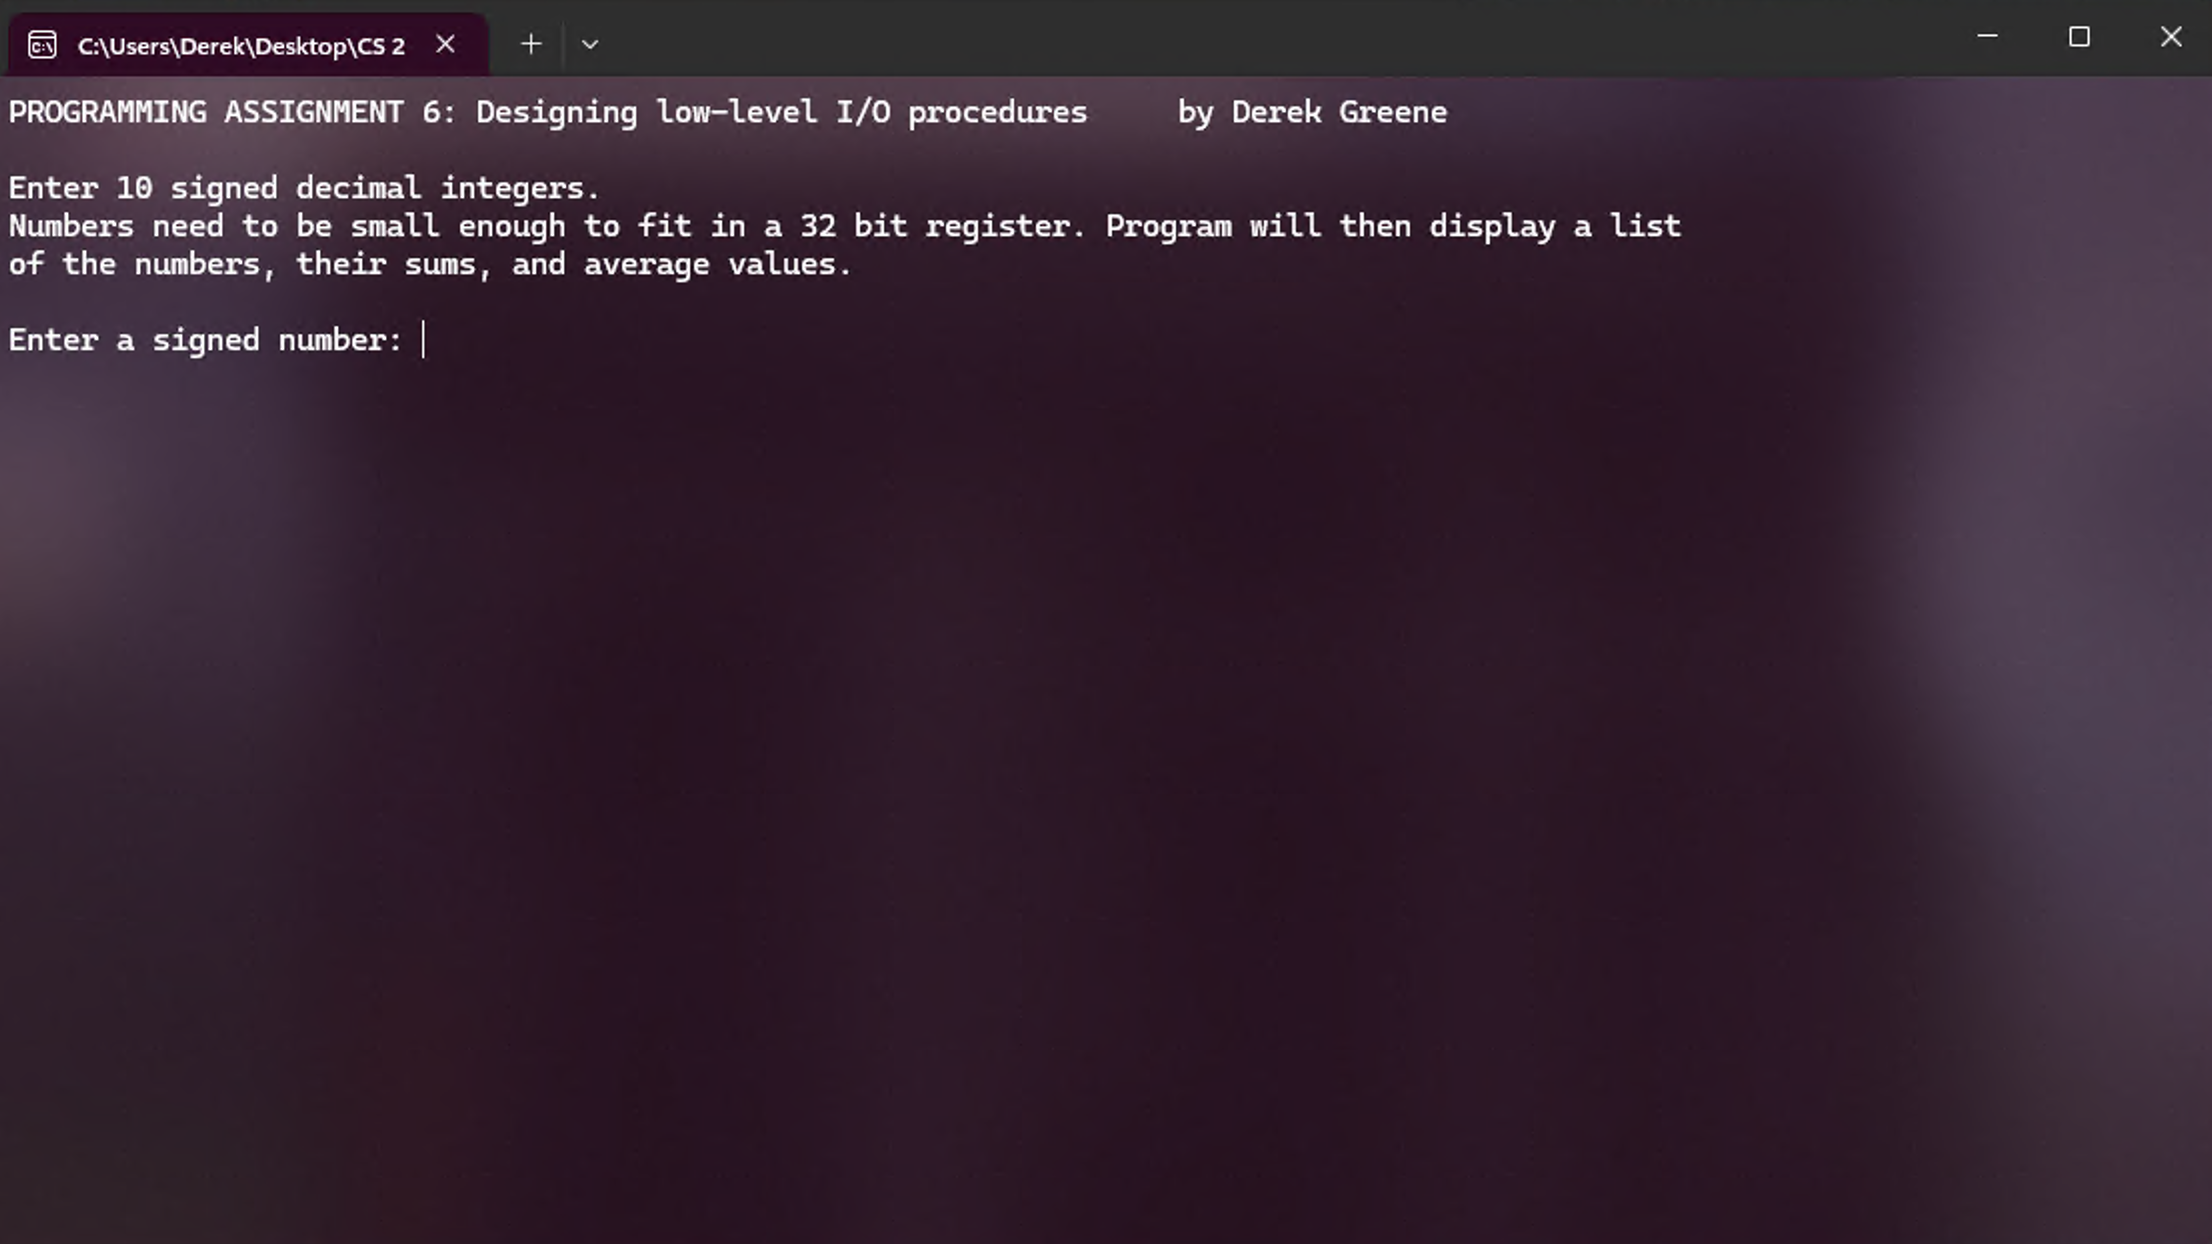 C:\Users\Derek\Desktop\CS 2
PROGRAMMING ASSIGNMENT 6: Designing low-level I/O procedures     by Derek Greene
Enter 10 signed decimal integers.
Numbers need to be small enough to fit in a 32 bit register. Program will then display a list
of the numbers, their sums, and average values.
Enter a signed number: